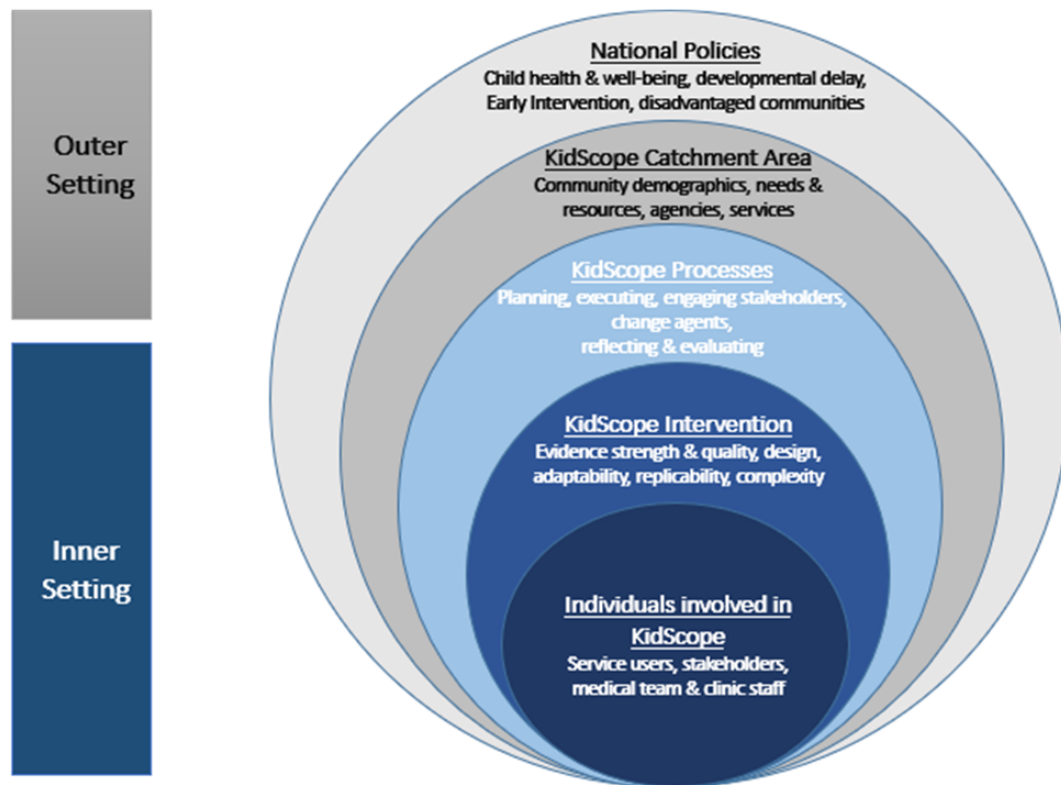 Outer
Setting
Inner
Setting
National Policies
Child health & well-being, developmental delay,
Early Intervention, disadvantaged communities
KidScope Catchment Area
Community demographics, needs &
resources, agencies, services
KidScope Processes
Planning, executing, engaging stakeholders,
change agents,
reflecting & evaluating
KidScope Intervention
Evidence strength & quality, design,
adaptability, replicability, complexity
Individuals involved in
KidScope
Service users, stakeholders,
medical team & clinic staff